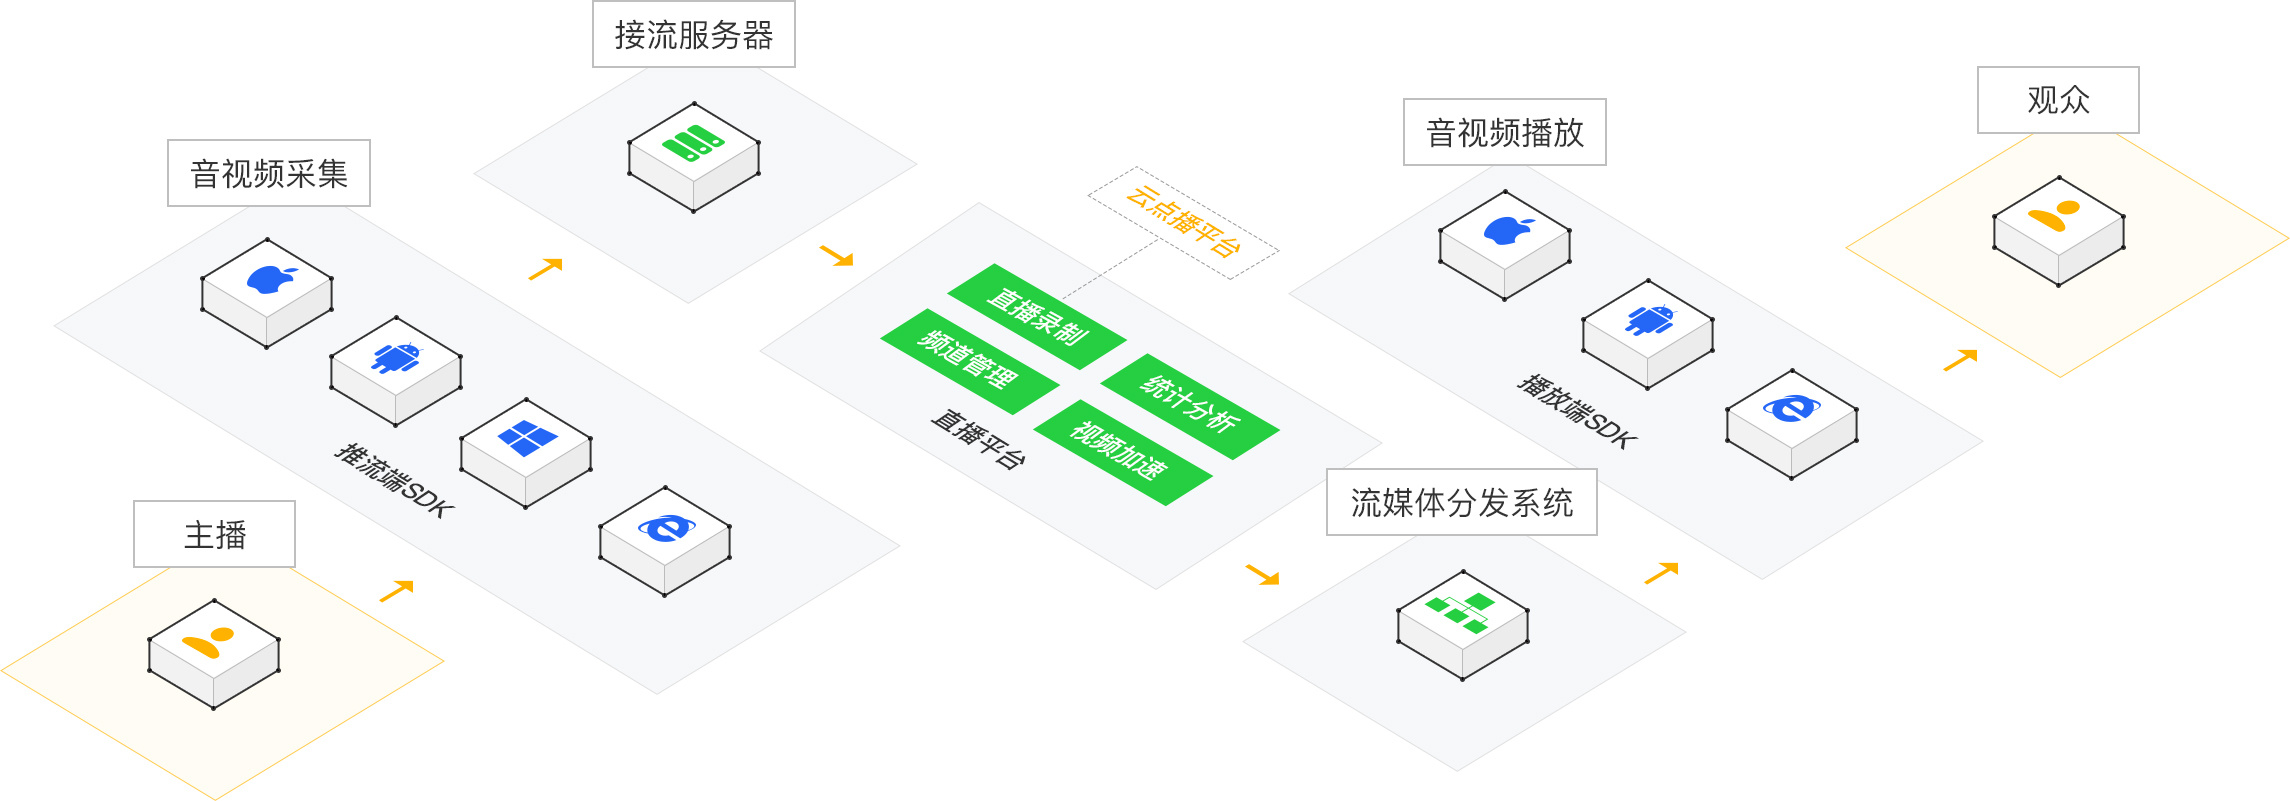 接流服务器
观众
音视频播放
音视频采集
云点播平台
直播录制
频道管理
统计分析
视频加速
直播平台
播放端SDK
推流端SDK
流媒体分发系统
主播